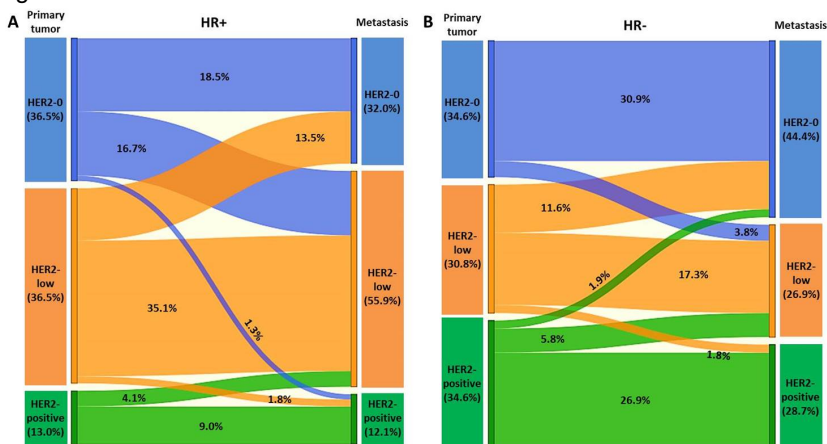 A
Primary
tumor
HR+
Metastasis
HER2-0
(36.5%)
HER2-
low
(36.5%)
HER2-
positive
(13.0%)
18.5%
16.7%
13.5%
35.1%
1.3%
4.1%
1.8%
9.0%
HER2-0
(32.0%)
HER2-
low
(55.9%)
HER2-
positive
(12.1%)
B
Primary
tumor
HR-
Metastasis
HER2-0
(34.6%)
HER2-
low
(30.8%)
HER2-
positive
(34.6%)
30.9%
11.6%
3.8%
17.3%
1.9%
5.8%
1.8%
26.9%
HER2-0
(44.4%)
HER2-
low
(26.9%)
HER2-
positive
(28.7%)